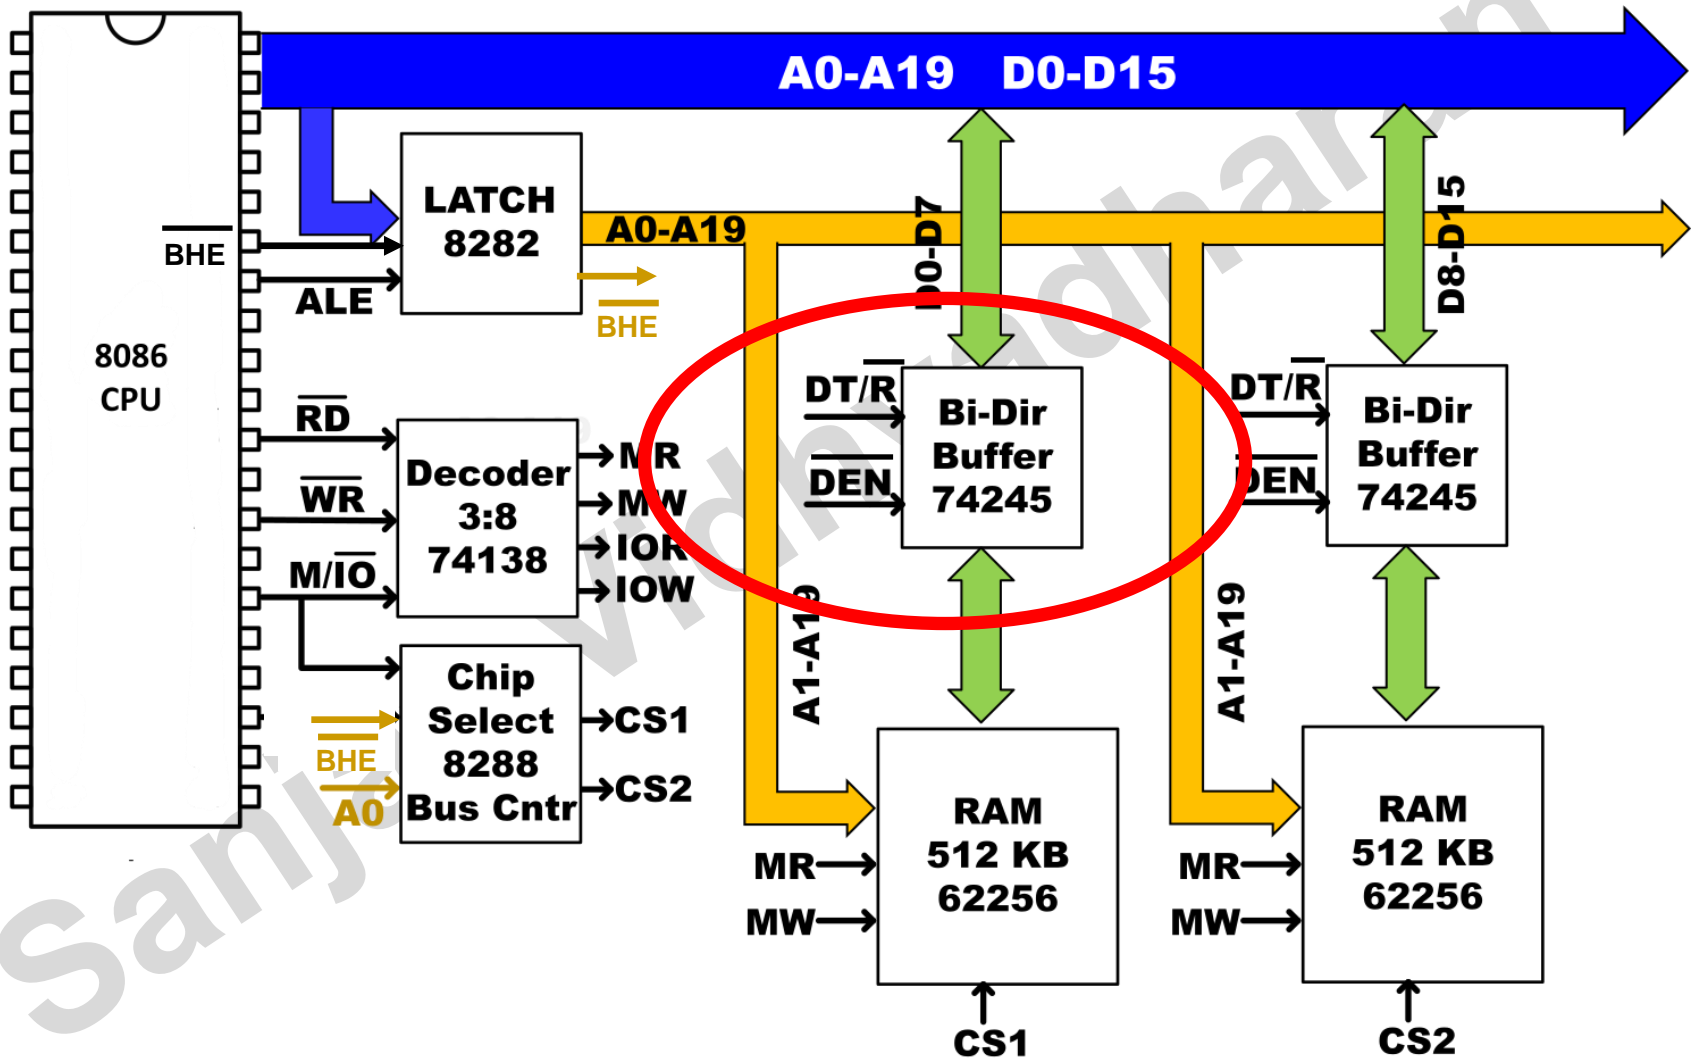 A0-A19 D0-D15
BHE
ALE
LATCH
8282
A0-A19
BHE
D0-D7
D8-D15
8086
CPU
RD
WR
M/IO
Decoder
3:8
74138
MR
MW
IOR
IOW
DT/R
DEN
Bi-Dir
Buffer
74245
DT/R
DEN
Bi-Dir
Buffer
74245
Chip
Select
8288
Bus Cntr
BHE
A0
CS1
CS2
A1-A19
A1-A19
RAM
512 KB
62256
MR
MW
CS1
RAM
512 KB
62256
MR
MW
CS2